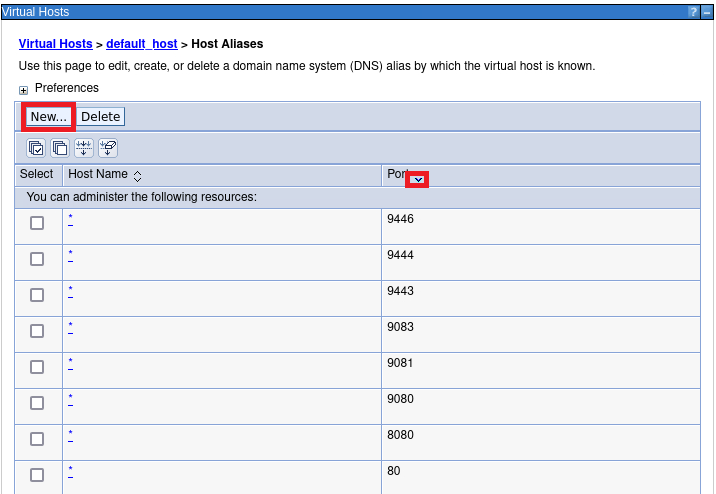 Virtual Hosts ? –
Virtual Hosts > default_host > Host Aliases
Use this page to edit, create, or delete a domain name system (DNS) alias by which the virtual host is known.
+ Preferences
New... Delete
Select Host Name Port
You can administer the following resources:
* 9446
* 9444
* 9443
* 9083
* 9081
* 9080
* 8080
* 80